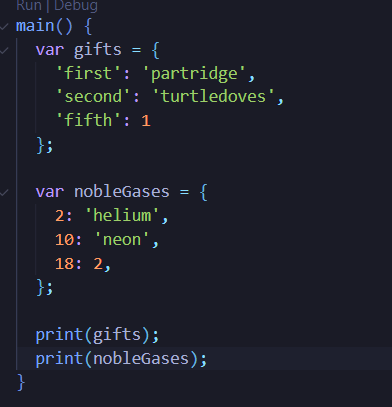 Run | Debug
main() {
  var gifts = {
    'first': 'partridge',
    'second': 'turtledoves',
    'fifth': 1
  };

  var nobleGases = {
    2: 'helium',
    10: 'neon',
    18: 2,
  };

  print(gifts);
  print(nobleGases);
}